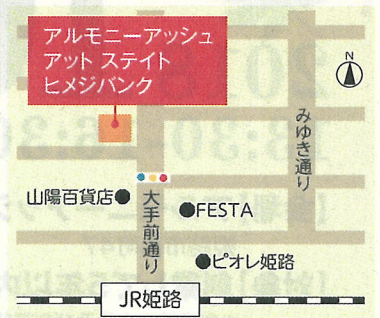 アルモニーアッシュ
アット ステイト
ヒメジバンク
N
みゆき通り
山陽百貨店
大手前通り
FESTA
ピオレ姫路
JR姫路